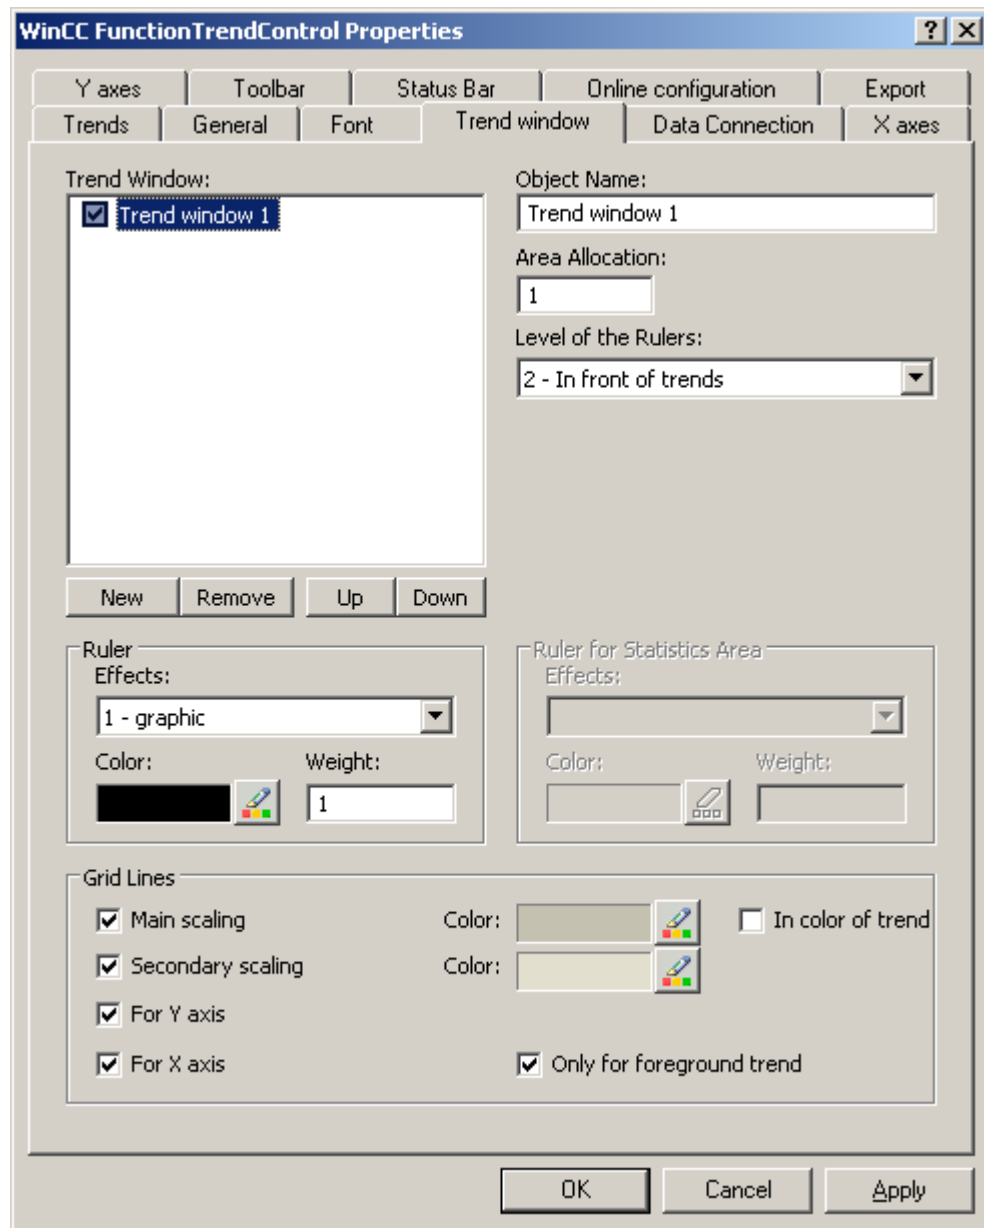 WinCC FunctionTrendControl Properties
Y axes Toolbar Status Bar Online configuration Export
Trends General Font Trend window Data Connection X axes
Trend Window:
Trend window 1
Object Name:
Trend window 1
Area Allocation:
1
Level of the Rulers:
2 - In front of trends
New Remove Up Down
Ruler
Effects:
1 - graphic
Color: Weight:
1
Ruler for Statistics Area
Effects:
Color: Weight:
Grid Lines
Main scaling Color: In color of trend
Secondary scaling Color:
For Y axis
For X axis Only for foreground trend
OK Cancel Apply